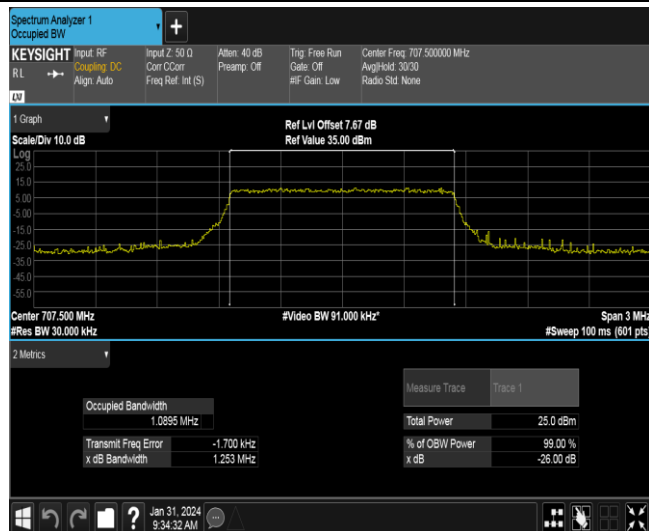 Spectrum Analyzer 1
Occupied BW
+
KEYSIGHT Input: RF Input Z: 50 Ω Atten: 40 dB Trig: Free Run Center Freq: 707.500000 MHz
RL Coupling: DC Corr CCorr Preamp: Off Gate: Off Avg|Hold: 30/30
Align: Auto Freq Ref: Int (S) #IF Gain: Low Radio Std: None
1 Graph
Ref Lvl Offset 7.67 dB
Scale/Div 10.0 dB Ref Value 35.00 dBm
Log
25.0
15.0
5.00
-5.00
-15.0
-25.0
-35.0
-45.0
-55.0
Center 707.500 MHz #Video BW 91.000 kHz* Span 3 MHz
#Res BW 30.000 kHz #Sweep 100 ms (601 pts)
2 Metrics
Measure Trace Trace 1
Occupied Bandwidth
1.0895 MHz
Total Power 25.0 dBm
Transmit Freq Error -1.700 kHz % of OBW Power 99.00 %
x dB Bandwidth 1.253 MHz x dB -26.00 dB
?
Jan 31, 2024
9:34:32 AM